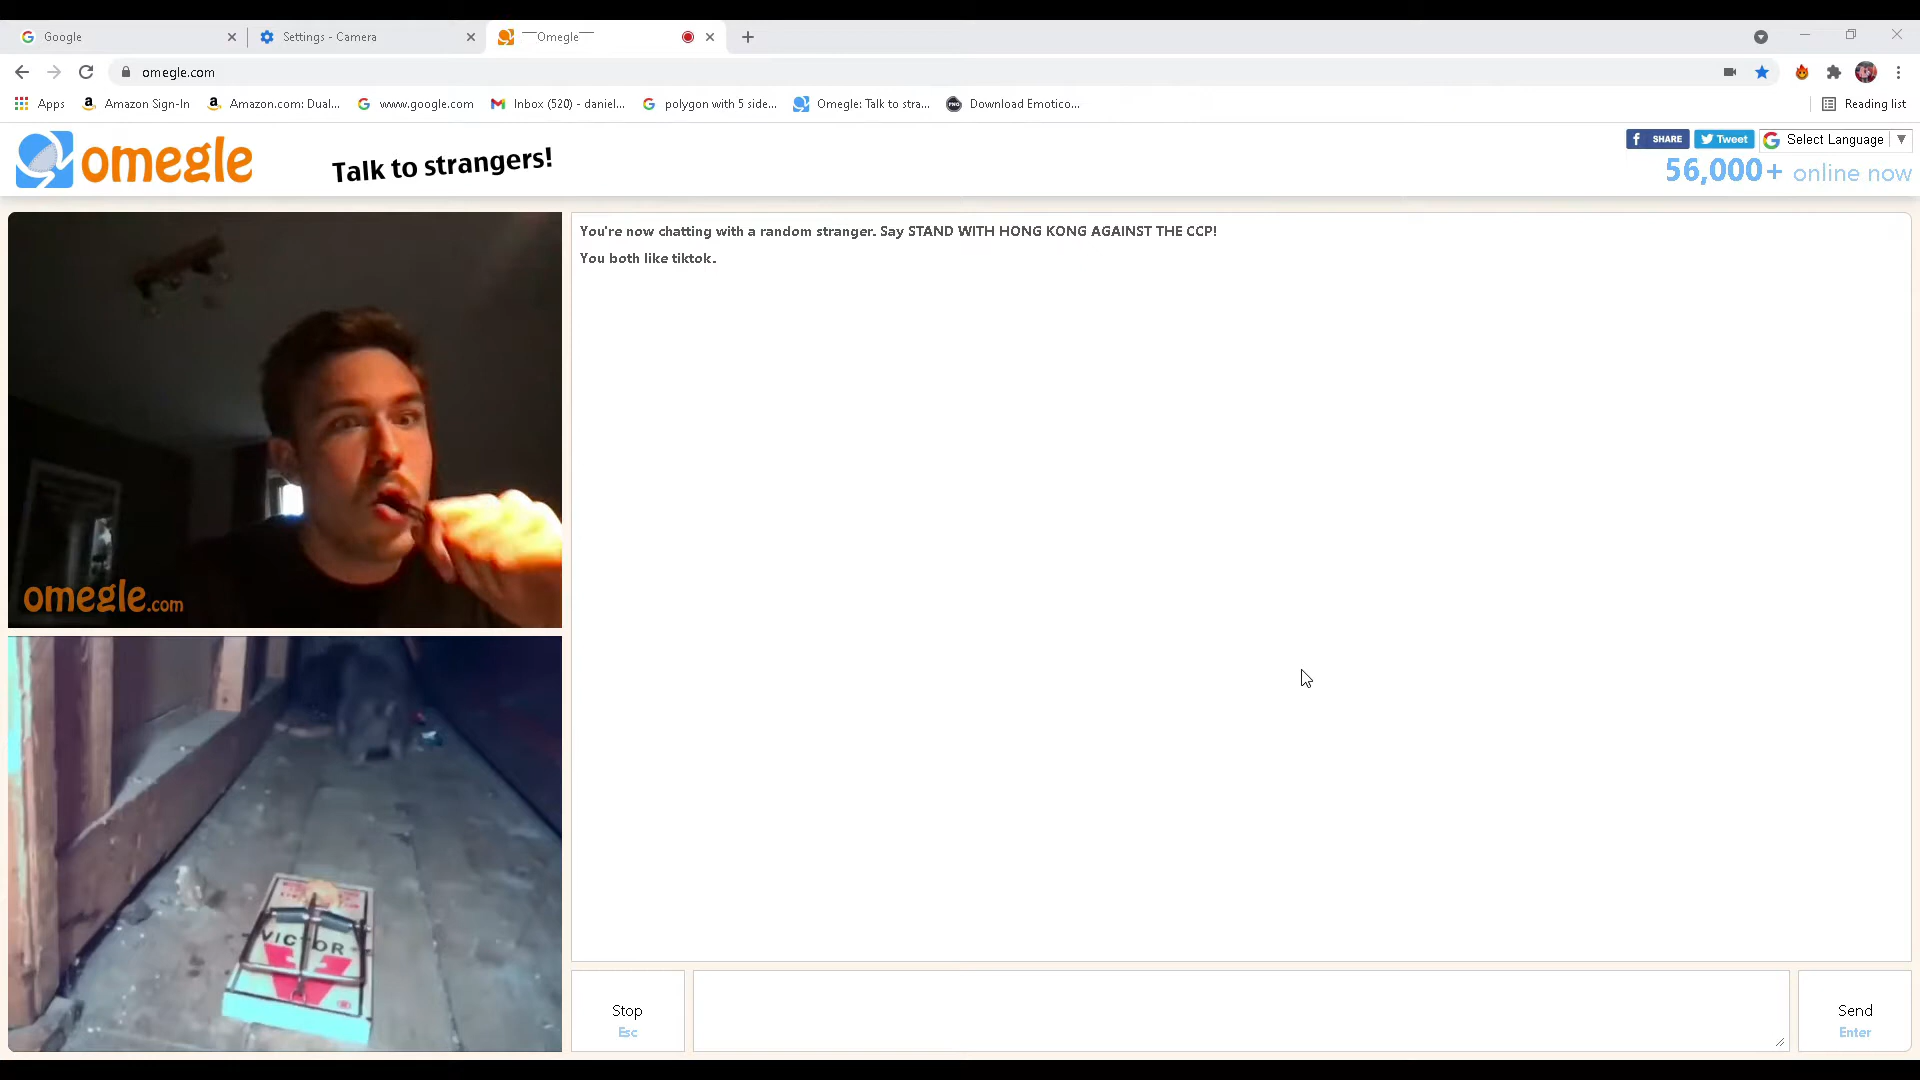 Google
Settings - Camera
Omegle
omegle.com
Apps
Amazon Sign-In
Amazon.com: Dual...
www.google.com
Inbox (520) - daniel...
polygon with 5 side...
Omegle: Talk to stra...
Download Emotico...
Reading list
omegle
Talk to strangers!
SHARE
Tweet
Select Language
56,000+ online now
You're now chatting with a random stranger. Say STAND WITH HONG KONG AGAINST THE CCP!
You both like tiktok.
omegle.com
VICTOR
Stop
Esc
Send
Enter